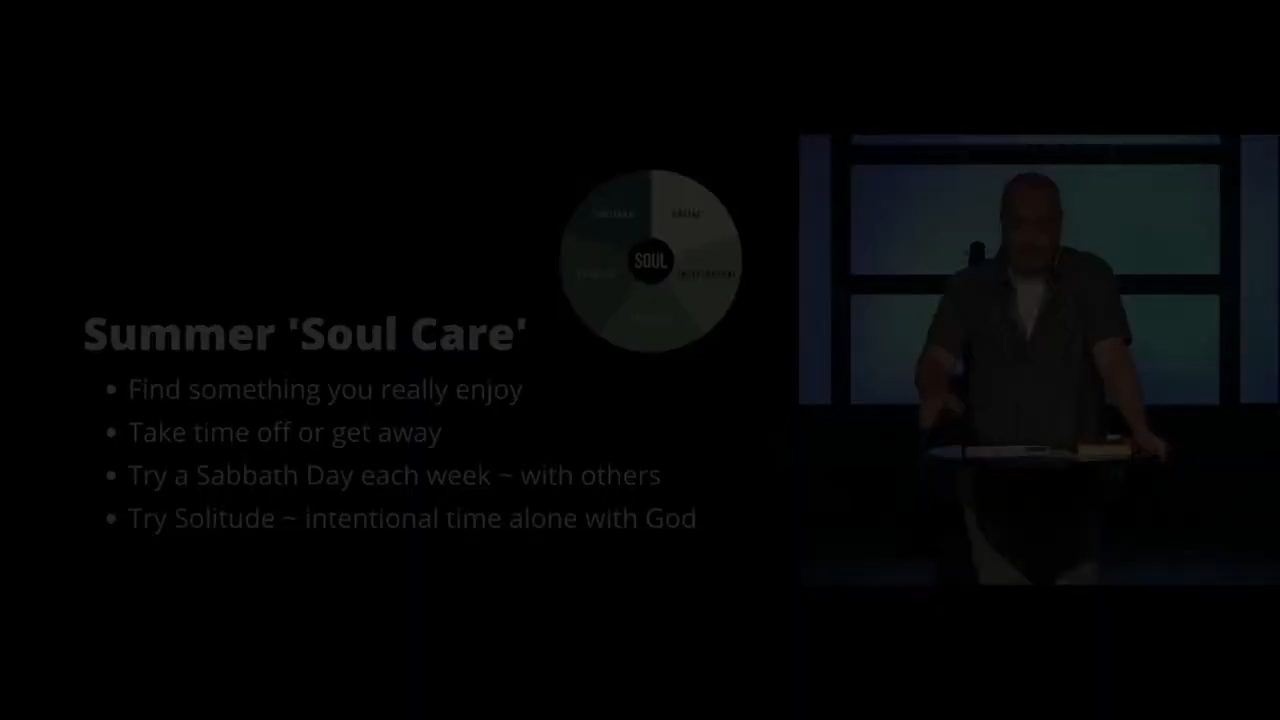 SOUL
Summer 'Soul Care'
• Find something you really enjoy
• Take time off or get away
• Try a Sabbath Day each week ~ with others
• Try Solitude ~ intentional time alone with God